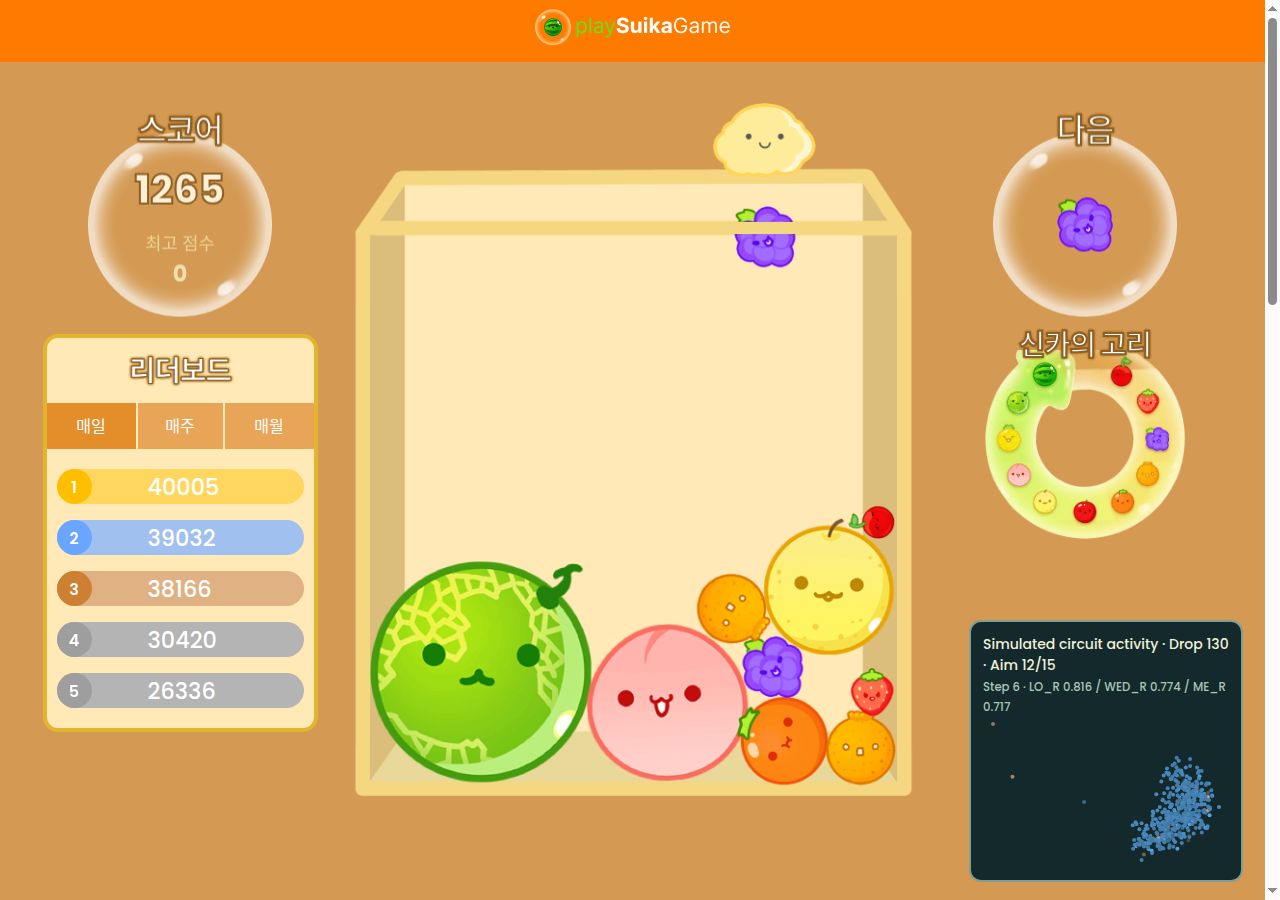 playSuikaGame
스코어
1265
최고 점수
0
리더보드
매일 매주 매월
1 40005
2 39032
3 38166
4 30420
5 26336
다음
신카의 고리
Simulated circuit activity · Drop 130
· Aim 12/15
Step 6 · LO_R 0.816 / WED_R 0.774 / ME_R
0.717